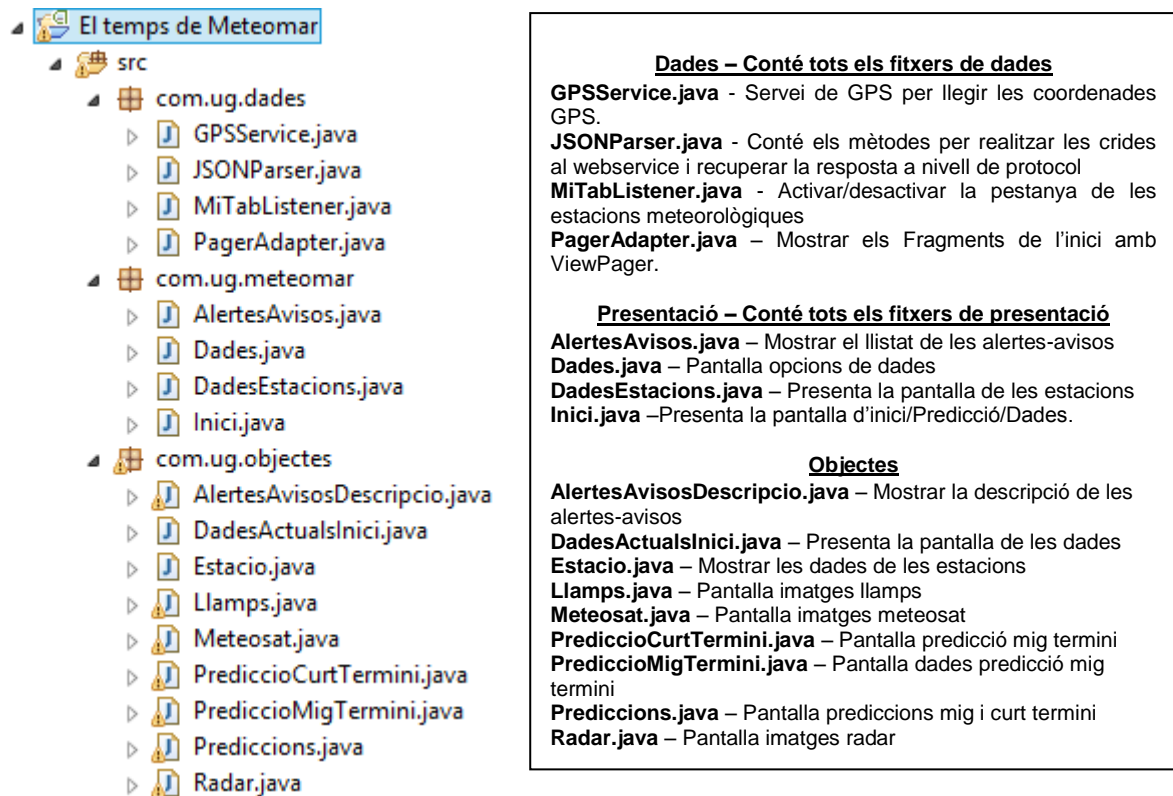 El temps de Meteomar
src
com.ug.dades
GPSService.java
JSONParser.java
MiTabListener.java
PagerAdapter.java
com.ug.meteomar
AlertesAvisos.java
Dades.java
DadesEstacions.java
Inici.java
com.ug.objectes
AlertesAvisosDescripcio.java
DadesActualsInici.java
Estacio.java
Llamps.java
Meteosat.java
PrediccioCurtTermini.java
PrediccioMigTermini.java
Prediccions.java
Radar.java
Dades – Conté tots els fitxers de dades
GPSService.java - Servei de GPS per llegir les coordenades
GPS.
JSONParser.java - Conté els mètodes per realitzar les crides
al webservice i recuperar la resposta a nivell de protocol
MiTabListener.java - Activar/desactivar la pestanya de les
estacions meteorològiques
PagerAdapter.java – Mostrar els Fragments de l'inici amb
ViewPager.
Presentació – Conté tots els fitxers de presentació
AlertesAvisos.java – Mostrar el llistat de les alertes-avisos
Dades.java – Pantalla opcions de dades
DadesEstacions.java – Presenta la pantalla de les estacions
Inici.java –Presenta la pantalla d'inici/Predicció/Dades.
Objectes
AlertesAvisosDescripcio.java – Mostrar la descripció de les
alertes-avisos
DadesActualsInici.java – Presenta la pantalla de les dades
Estacio.java – Mostrar les dades de les estacions
Llamps.java – Pantalla imatges llamps
Meteosat.java – Pantalla imatges meteosat
PrediccioCurtTermini.java – Pantalla predicció mig termini
PrediccioMigTermini.java – Pantalla dades predicció mig
termini
Prediccions.java – Pantalla prediccions mig i curt termini
Radar.java – Pantalla imatges radar